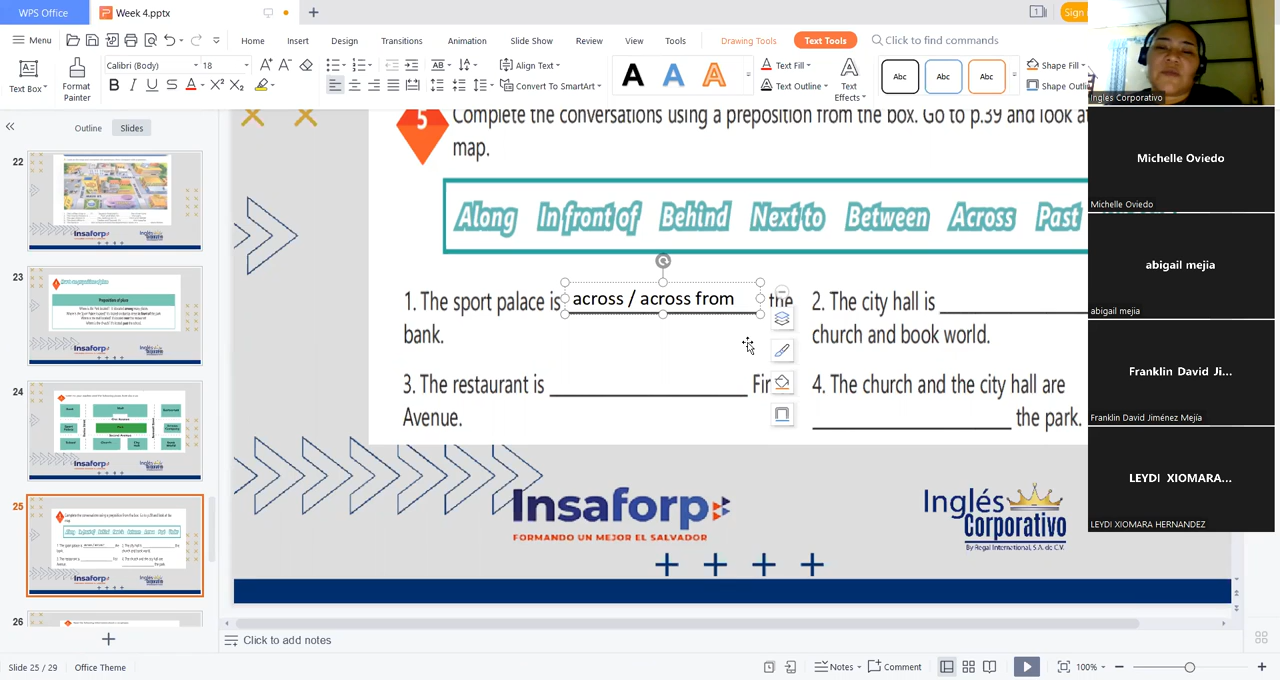 WPS Office
Week 4.pptx
Sign
Menu
Home Insert Design Transitions Animation Slide Show Review View Tools Drawing Tools Text Tools Click to find commands
Text Box
Format Painter
Calibri (Body) 18
Align Text
Convert To SmartArt
Text Fill
Text Outline
Text Effects
Abc Abc Abc
Shape Fill
Outline Slides
22
23
24
25
26
5
Complete the conversations using a preposition from the box. Go to p.39 and look at
map.
Along In front of Behind Next to Between Across Past
1. The sport palace is across / across from the
bank.
2. The city hall is
church and book world.
3. The restaurant is
Avenue.
4. The church and the city hall are
the park.
Insaforp
FORMANDO UN MEJOR EL SALVADOR
Inglés
Corporativo
By Regal International, S.A. de C.V.
Click to add notes
Slide 25 / 29 Office Theme
Notes Comment
100%
Ingles Corporativo
Michelle Oviedo
Michelle Oviedo
abigail mejia
abigail mejia
Franklin David Ji...
Franklin David Jiménez Mejía
LEYDI XIOMARA...
LEYDI XIOMARA HERNANDEZ